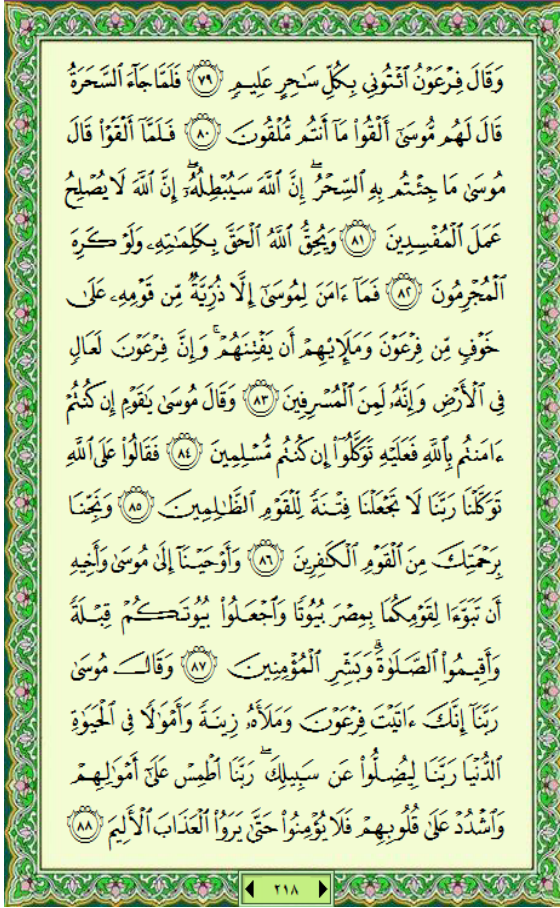 وَقَالَ فِرْعَوْنُ ٱئْتُونِى بِكُلِّ سَٰحِرٍ عَلِيمٍ ٧٩ فَلَمَّا جَآءَ ٱلسَّحَرَةُ
قَالَ لَهُم مُّوسَىٰٓ أَلْقُوا۟ مَآ أَنتُم مُّلْقُونَ ٨٠ فَلَمَّآ أَلْقَوْا۟ قَالَ
مُوسَىٰ مَا جِئْتُم بِهِ ٱلسِّحْرُ ۖ إِنَّ ٱللَّهَ سَيُبْطِلُهُۥٓ ۖ إِنَّ ٱللَّهَ لَا يُصْلِحُ
عَمَلَ ٱلْمُفْسِدِينَ ٨١ وَيُحِقُّ ٱللَّهُ ٱلْحَقَّ بِكَلِمَٰتِهِۦ وَلَوْ كَرِهَ
ٱلْمُجْرِمُونَ ٨٢ فَمَآ ءَامَنَ لِمُوسَىٰٓ إِلَّا ذُرِّيَّةٌ مِّن قَوْمِهِۦ عَلَىٰ
خَوْفٍ مِّن فِرْعَوْنَ وَمَلَإِي۟هِمْ أَن يَفْتِنَهُمْ ۚ وَإِنَّ فِرْعَوْنَ لَعَالٍ
فِى ٱلْأَرْضِ وَإِنَّهُۥ لَمِنَ ٱلْمُسْرِفِينَ ٨٣ وَقَالَ مُوسَىٰ يَٰقَوْمِ إِن كُنتُمْ
ءَامَنتُم بِٱللَّهِ فَعَلَيْهِ تَوَكَّلُوٓا۟ إِن كُنتُم مُّسْلِمِينَ ٨٤ فَقَالُوا۟ عَلَى ٱللَّهِ
تَوَكَّلْنَا رَبَّنَا لَا تَجْعَلْنَا فِتْنَةً لِّلْقَوْمِ ٱلظَّٰلِمِينَ ٨٥ وَنَجِّنَا
بِرَحْمَتِكَ مِنَ ٱلْقَوْمِ ٱلْكَٰفِرِينَ ٨٦ وَأَوْحَيْنَآ إِلَىٰ مُوسَىٰ وَأَخِيهِ
أَن تَبَوَّءَا لِقَوْمِكُمَا بِمِصْرَ بُيُوتًا وَٱجْعَلُوا۟ بُيُوتَكُمْ قِبْلَةً
وَأَقِيمُوا۟ ٱلصَّلَوٰةَ ۗ وَبَشِّرِ ٱلْمُؤْمِنِينَ ٨٧ وَقَالَ مُوسَىٰ
رَبَّنَآ إِنَّكَ ءَاتَيْتَ فِرْعَوْنَ وَمَلَأَهُۥ زِينَةً وَأَمْوَٰلًا فِى ٱلْحَيَوٰةِ
ٱلدُّنْيَا رَبَّنَا لِيُضِلُّوا۟ عَن سَبِيلِكَ ۖ رَبَّنَا ٱطْمِسْ عَلَىٰٓ أَمْوَٰلِهِمْ
وَٱشْدُدْ عَلَىٰ قُلُوبِهِمْ فَلَا يُؤْمِنُوا۟ حَتَّىٰ يَرَوُا۟ ٱلْعَذَابَ ٱلْأَلِيمَ ٨٨
٢١٨